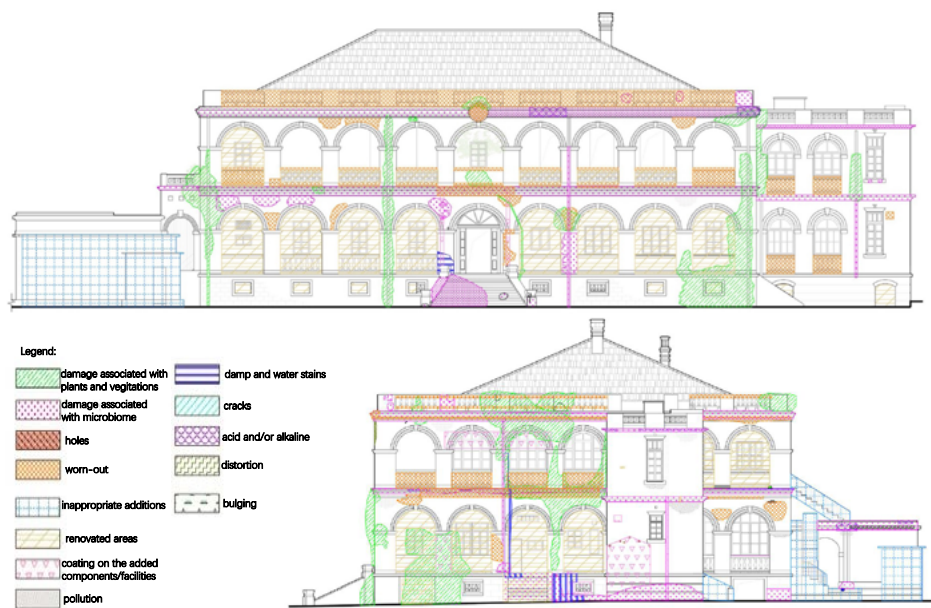 Legend:
damage associated with
plants and vegitations
damage associated
with microbiome
holes
worn-out
inappropriate additions
renovated areas
coating on the added
components/facilities
pollution
damp and water stains
cracks
acid and/or alkaline
distortion
bulging